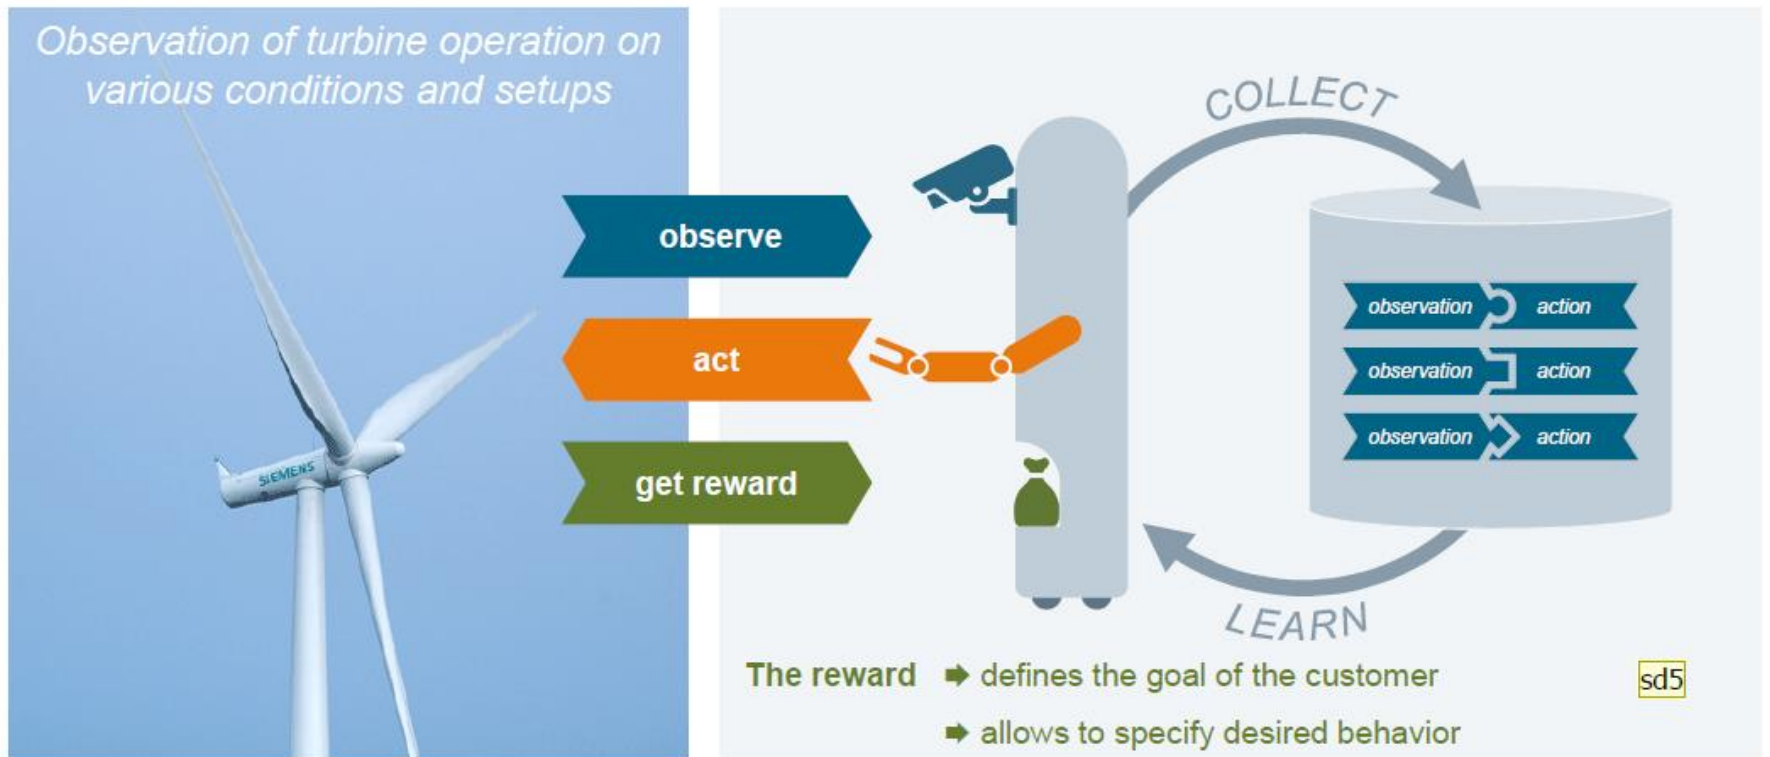 Observation of turbine operation on
various conditions and setups
observe
act
get reward
SIEMENS
COLLECT
observation action
observation action
observation action
LEARN
The reward ➡ defines the goal of the customer
➡ allows to specify desired behavior
sd5